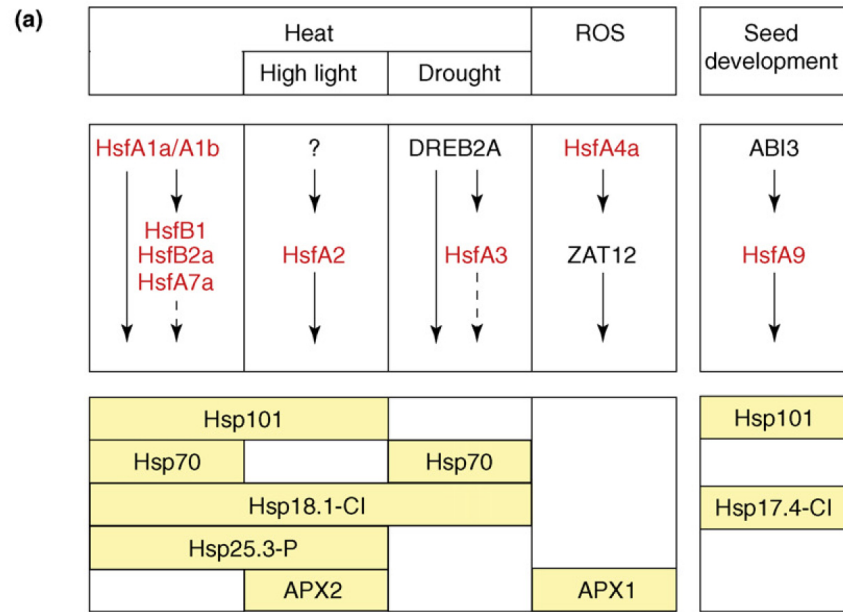 (a)
Heat
ROS
Seed
development
High light
Drought
HsfA1a/A1b
?
DREB2A
HsfA4a
ABI3
HsfB1
HsfB2a
HsfA7a
HsfA2
HsfA3
ZAT12
HsfA9
Hsp101
Hsp101
Hsp70
Hsp70
Hsp18.1-CI
Hsp17.4-CI
Hsp25.3-P
APX2
APX1